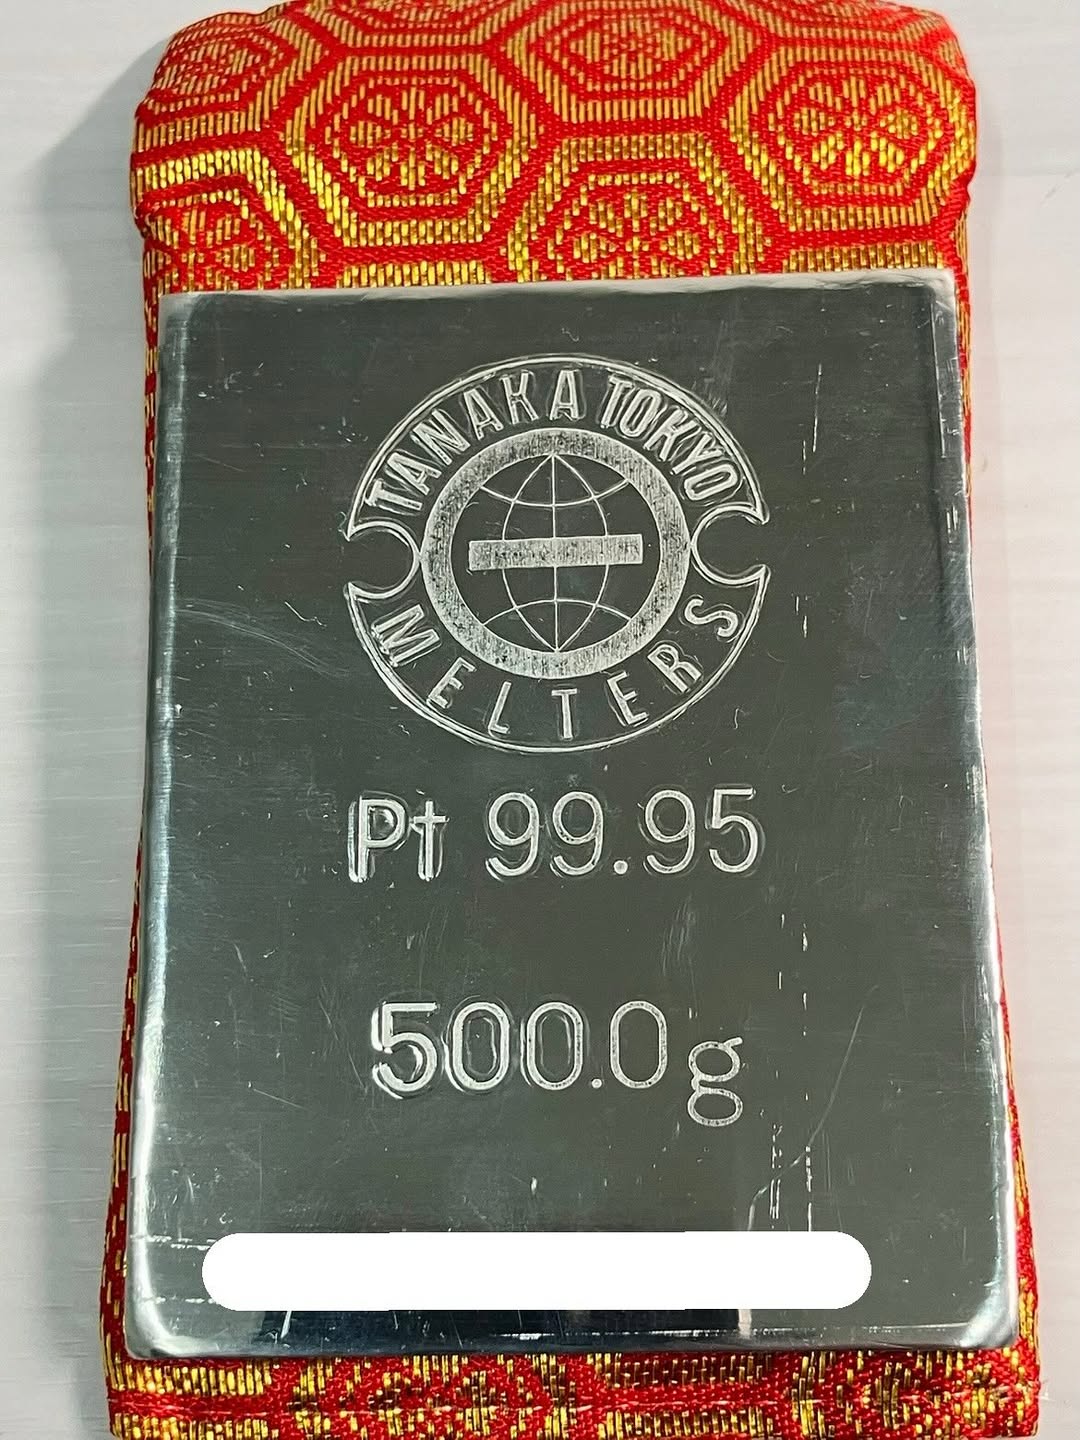 TANAKA TOKYO
MELTERS
Pt 99.95
500.0g